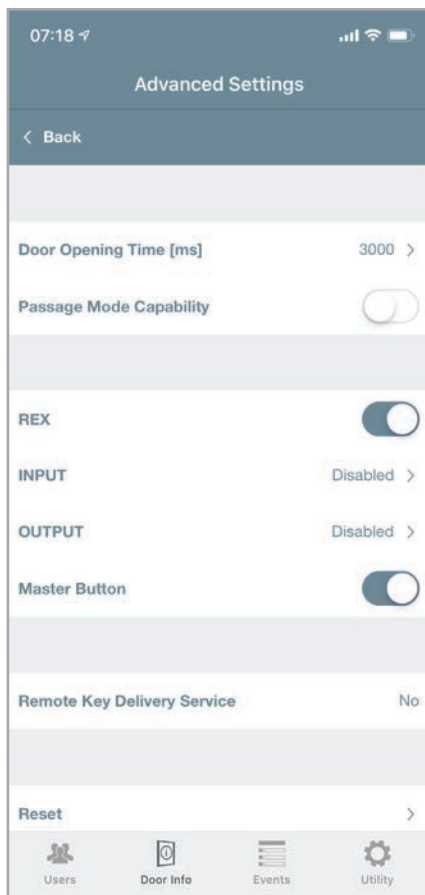 07:18
Advanced Settings
< Back
Door Opening Time [ms] 3000 >
Passage Mode Capability
REX
INPUT Disabled >
OUTPUT Disabled >
Master Button
Remote Key Delivery Service No
Reset >
Users Door Info Events Utility